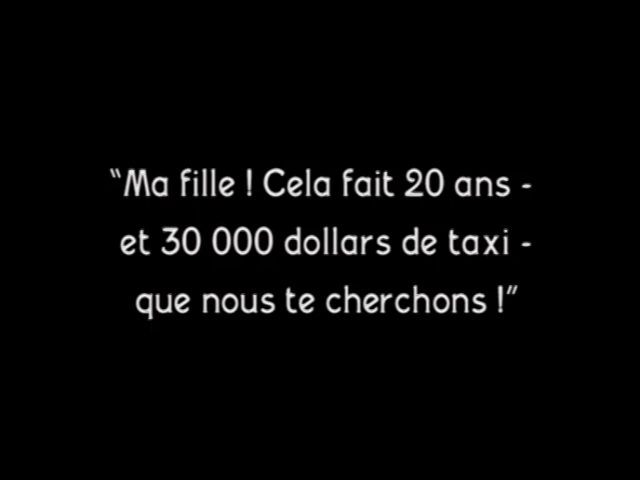 “Ma fille ! Cela fait 20 ans -
et 30 000 dollars de taxi -
que nous te cherchons !”